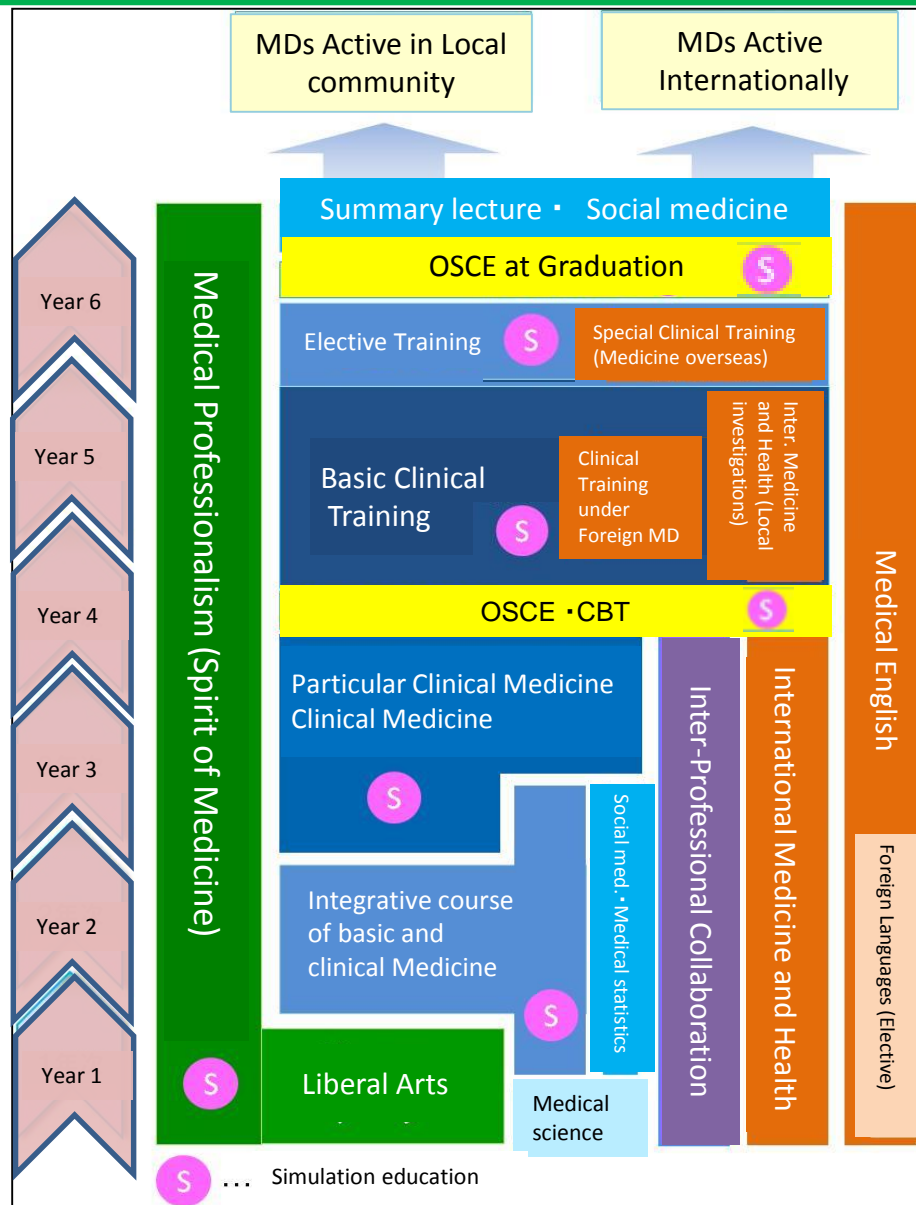 MDs Active in Local
community
MDs Active
Internationally
Summary lecture・ Social medicine
OSCE at Graduation
S
Year 6
Elective Training
S
Special Clinical Training
(Medicine overseas)
Year 5
Basic Clinical
Training
S
Clinical
Training
under
Foreign MD
Inter. Medicine
and Health (Local
investigations)
Year 4
OSCE・CBT
S
Medical Professionalism (Spirit of Medicine)
Particular Clinical Medicine
Clinical Medicine
S
Year 3
Inter-Professional Collaboration
International Medicine and Health
Medical English
Social med.・Medical statistics
Foreign Languages (Elective)
Year 2
Integrative course
of basic and
clinical Medicine
S
Year 1
S
Liberal Arts
Medical
science
S ... Simulation education